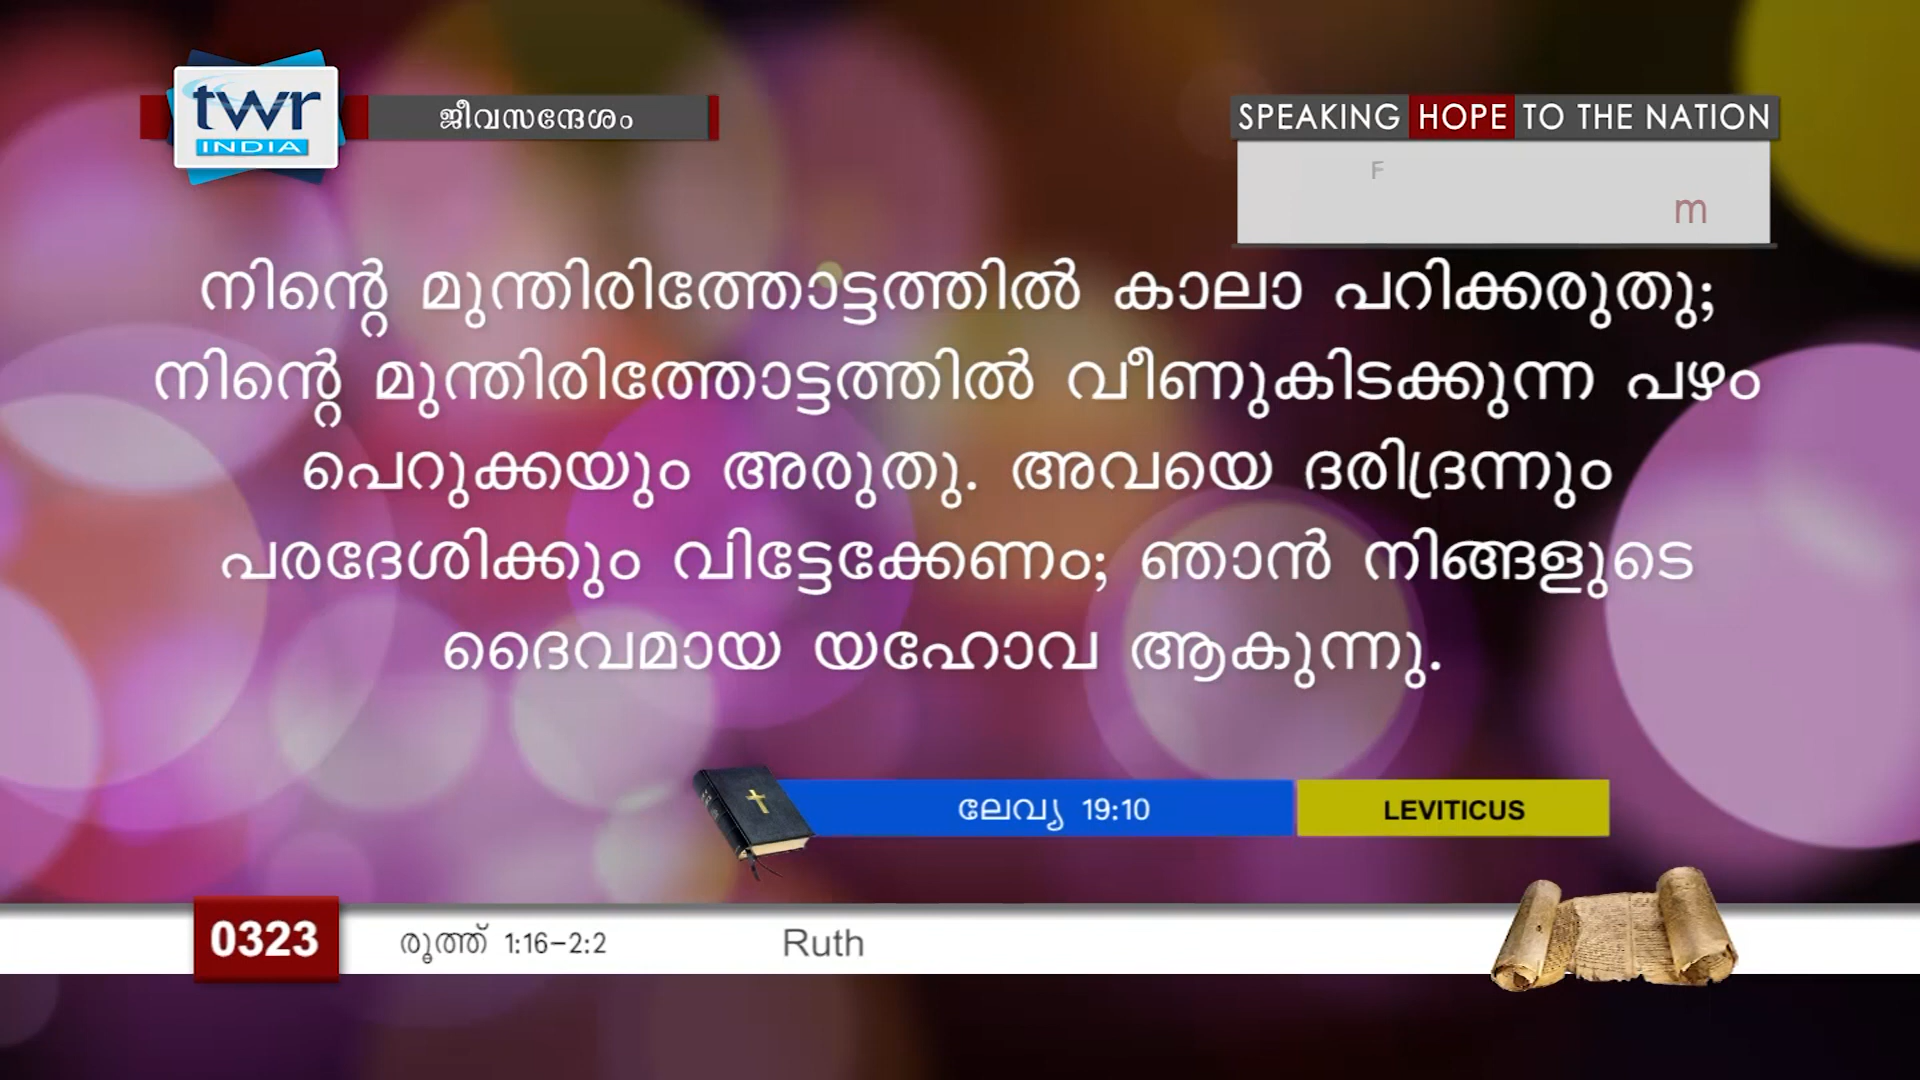 twr
INDIA
ജീവസന്ദേശം
SPEAKING HOPE TO THE NATION
F
m
നിന്റെ മുന്തിരിത്തോട്ടത്തിൽ കാലാ പറിക്കരുതു;
നിന്റെ മുന്തിരിത്തോട്ടത്തിൽ വീണുകിടക്കുന്ന പഴം
പെറുക്കയും അരുതു. അവയെ ദരിദ്രന്നും
പരദേശിക്കും വിട്ടേക്കേണം; ഞാൻ നിങ്ങളുടെ
ദൈവമായ യഹോവ ആകുന്നു.
ലേവ്യ 19:10 LEVITICUS
0323 രൂത്ത് 1:16-2:2 Ruth